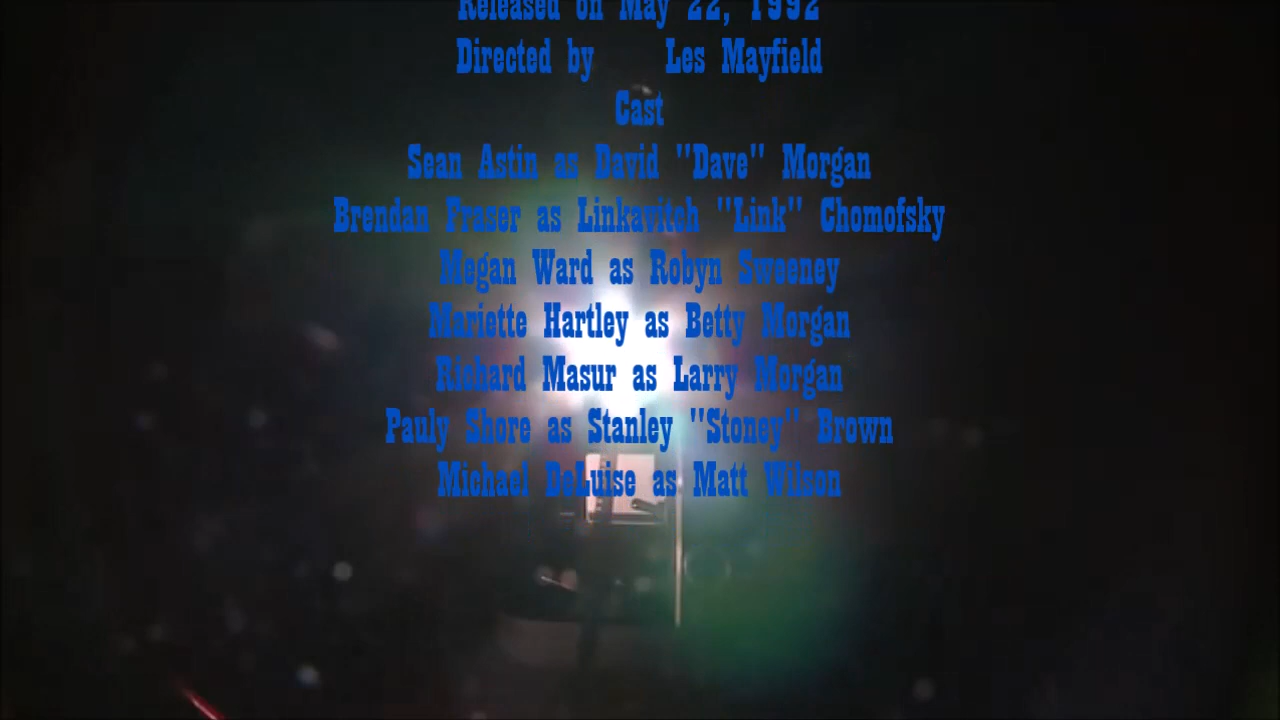 Released on May 22, 1992
Directed by Les Mayfield
Cast
Sean Astin as David "Dave" Morgan
Brendan Fraser as Linkavitch "Link" Chomofsky
Megan Ward as Robyn Sweeney
Mariette Hartley as Betty Morgan
Richard Masur as Larry Morgan
Pauly Shore as Stanley "Stoney" Brown
Michael DeLuise as Matt Wilson